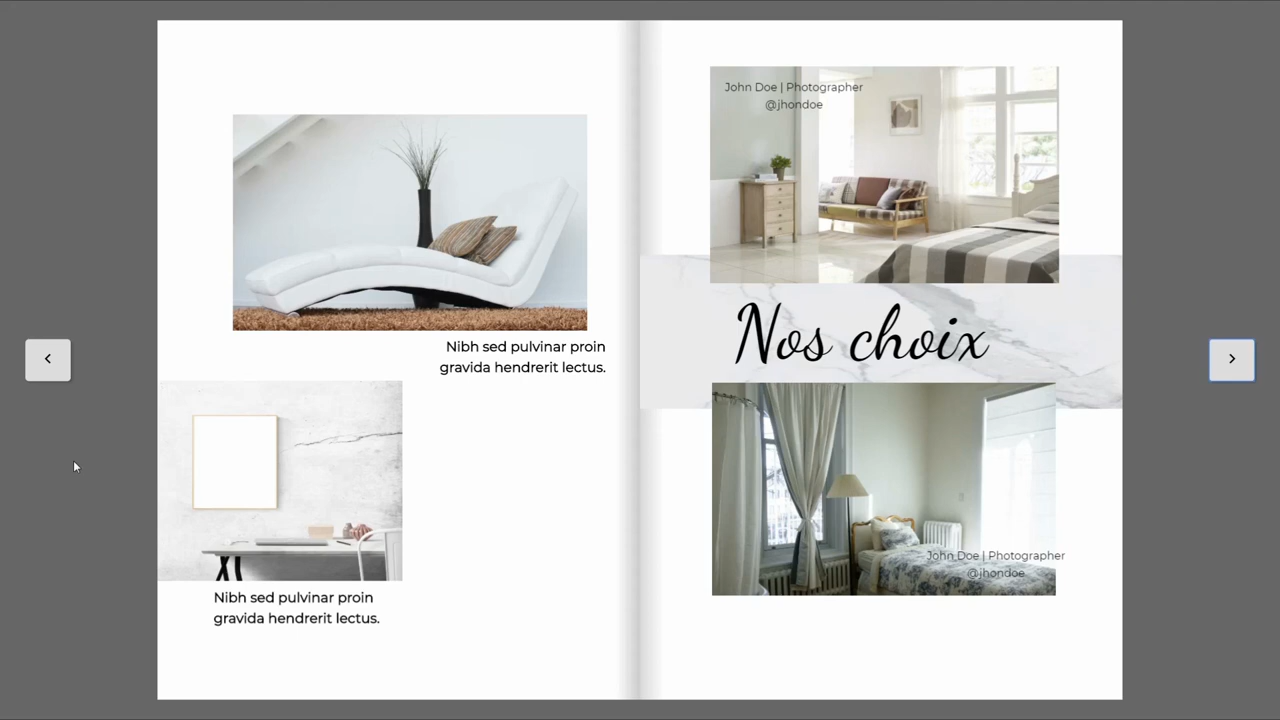 Nibh sed pulvinar proin
gravida hendrerit lectus.
Nibh sed pulvinar proin
gravida hendrerit lectus.
John Doe | Photographer
@jhondoe
Nos choix
John Doe | Photographer
@jhondoe